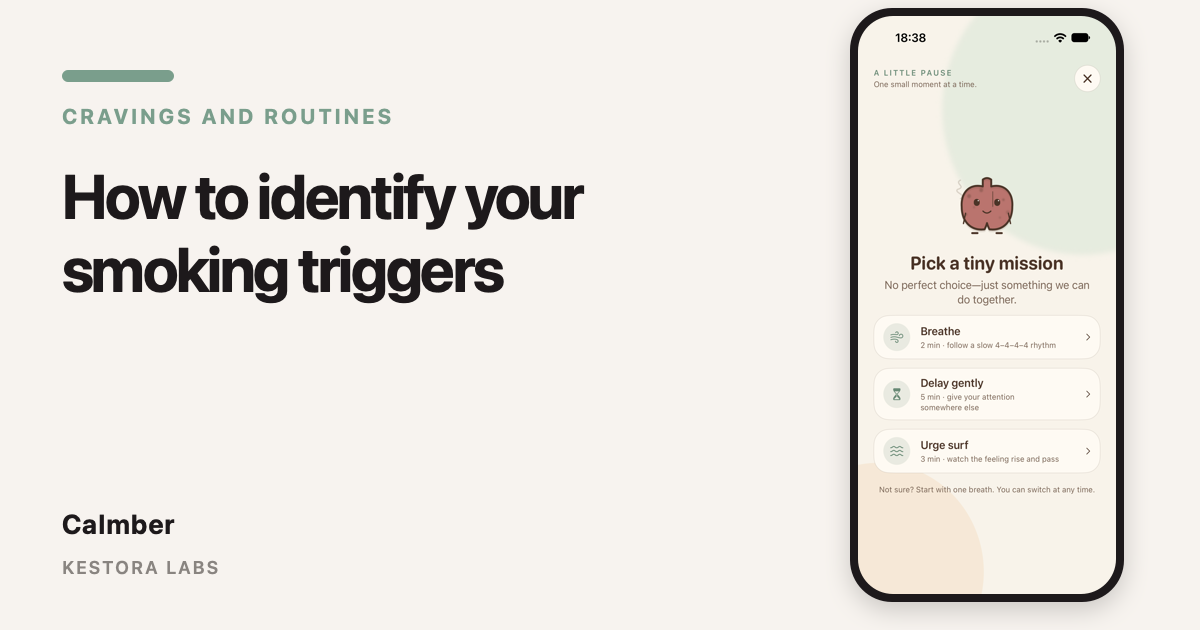 CRAVINGS AND ROUTINES
How to identify your
smoking triggers
Calmber
KESTORA LABS
18:38
A LITTLE PAUSE
One small moment at a time.
Pick a tiny mission
No perfect choice—just something we can
do together.
Breathe
2 min · follow a slow 4–4–4–4 rhythm
Delay gently
5 min · give your attention
somewhere else
Urge surf
3 min · watch the feeling rise and pass
Not sure? Start with one breath. You can switch at any time.